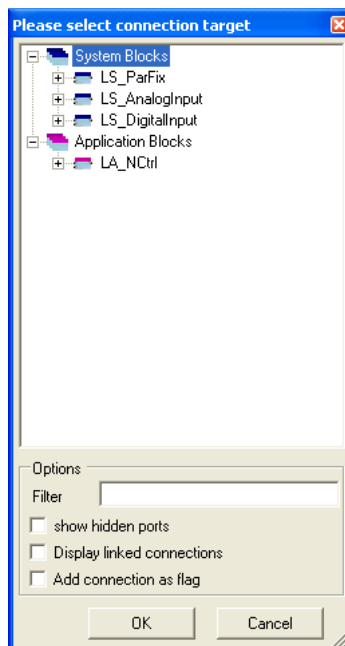 Please select connection target
System Blocks
LS_ParFix
LS_AnalogInput
LS_DigitalInput
Application Blocks
LA_NCtrl
Options
Filter
show hidden ports
Display linked connections
Add connection as flag
OK Cancel